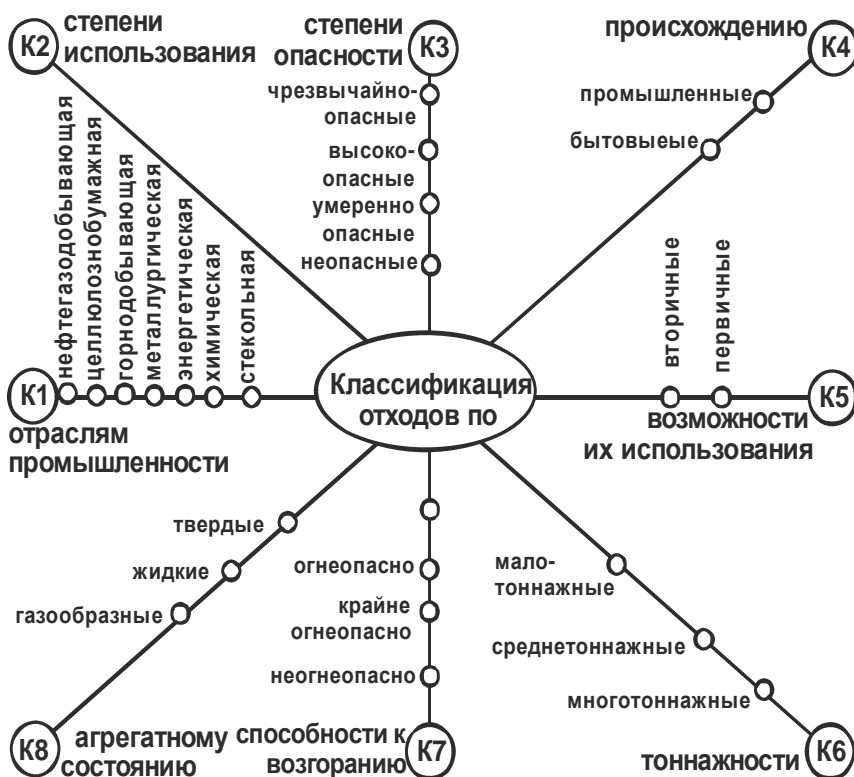 К2
степени
использования
степени
опасности
К3
чрезвычайно-
опасные
высоко-
опасные
умеренно
опасные
неопасные
происхождению
К4
промышленные
бытовыеые
нефтегазодобывающая
целлюлознобумажная
горнодобывающая
металлургическая
энергетическая
химическая
стекольная
К1
отраслям
промышленности
Классификация
отходов по
вторичные
первичные
К5
возможности
их использования
твердые
жидкие
газообразные
К8
агрегатному
состоянию
огнеопасно
крайне
огнеопасно
неогнеопасно
способности к
возгоранию
К7
мало-
тоннажные
среднетоннажные
многотоннажные
тоннажности
К6